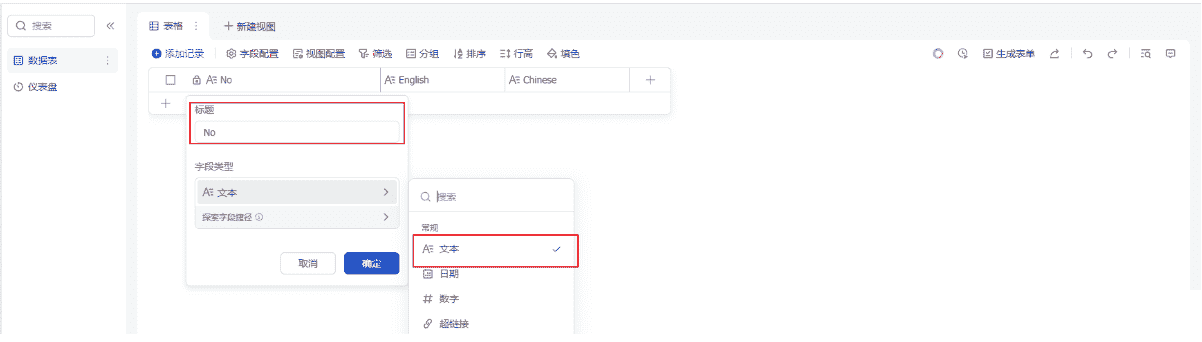 搜索
表格
新建视图
添加记录 字段配置 视图配置 筛选 分组 排序 行高 填色 生成表单
数据表
仪表盘
No English Chinese
标题
No
字段类型
文本
探索字段捷径
取消 确定
搜索
常规
文本
日期
数字
超链接